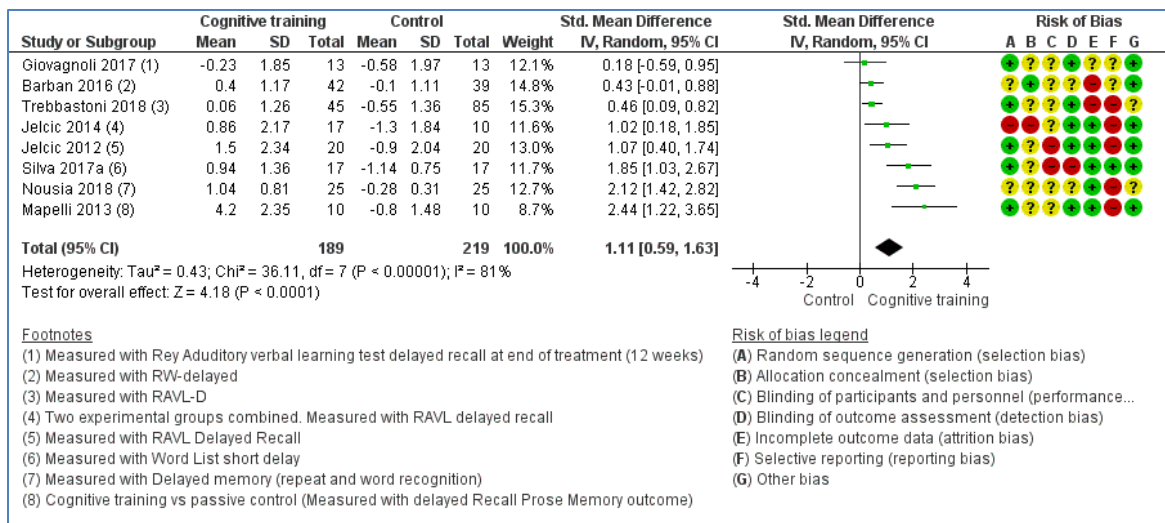 Cognitive training Control Std. Mean Difference Std. Mean Difference Risk of Bias
Study or Subgroup Mean SD Total Mean SD Total Weight IV, Random, 95% CI IV, Random, 95% CI A B C D E F G
Giovagnoli 2017 (1) -0.23 1.85 13 -0.58 1.97 13 12.1% 0.18 [-0.59, 0.95] + ? ? + ? ? +
Barban 2016 (2) 0.4 1.17 42 -0.1 1.11 39 14.8% 0.43 [-0.01, 0.88] ? + ? + - ? +
Trebbastoni 2018 (3) 0.06 1.26 45 -0.55 1.36 85 15.3% 0.46 [0.09, 0.82] + ? ? + - - ?
Jelcic 2014 (4) 0.86 2.17 17 -1.3 1.84 10 11.6% 1.02 [0.18, 1.85] - - ? + + - +
Jelcic 2012 (5) 1.5 2.34 20 -0.9 2.04 20 13.0% 1.07 [0.40, 1.74] + ? - + + - +
Silva 2017a (6) 0.94 1.36 17 -1.14 0.75 17 11.7% 1.85 [1.03, 2.67] + ? - - + + +
Nousia 2018 (7) 1.04 0.81 25 -0.28 0.31 25 12.7% 2.12 [1.42, 2.82] ? ? ? ? + - ?
Mapelli 2013 (8) 4.2 2.35 10 -0.8 1.48 10 8.7% 2.44 [1.22, 3.65] + ? ? + + - +
Total (95% CI) 189 219 100.0% 1.11 [0.59, 1.63]
Heterogeneity: Tau² = 0.43; Chi² = 36.11, df = 7 (P < 0.00001); I² = 81%
Test for overall effect: Z = 4.18 (P < 0.0001)
-4 -2 0 2 4
Control Cognitive training
Footnotes
(1) Measured with Rey Aduditory verbal learning test delayed recall at end of treatment (12 weeks)
(2) Measured with RW-delayed
(3) Measured with RAVL-D
(4) Two experimental groups combined. Measured with RAVL delayed recall
(5) Measured with RAVL Delayed Recall
(6) Measured with Word List short delay
(7) Measured with Delayed memory (repeat and word recognition)
(8) Cognitive training vs passive control (Measured with delayed Recall Prose Memory outcome)
Risk of bias legend
(A) Random sequence generation (selection bias)
(B) Allocation concealment (selection bias)
(C) Blinding of participants and personnel (performance...
(D) Blinding of outcome assessment (detection bias)
(E) Incomplete outcome data (attrition bias)
(F) Selective reporting (reporting bias)
(G) Other bias